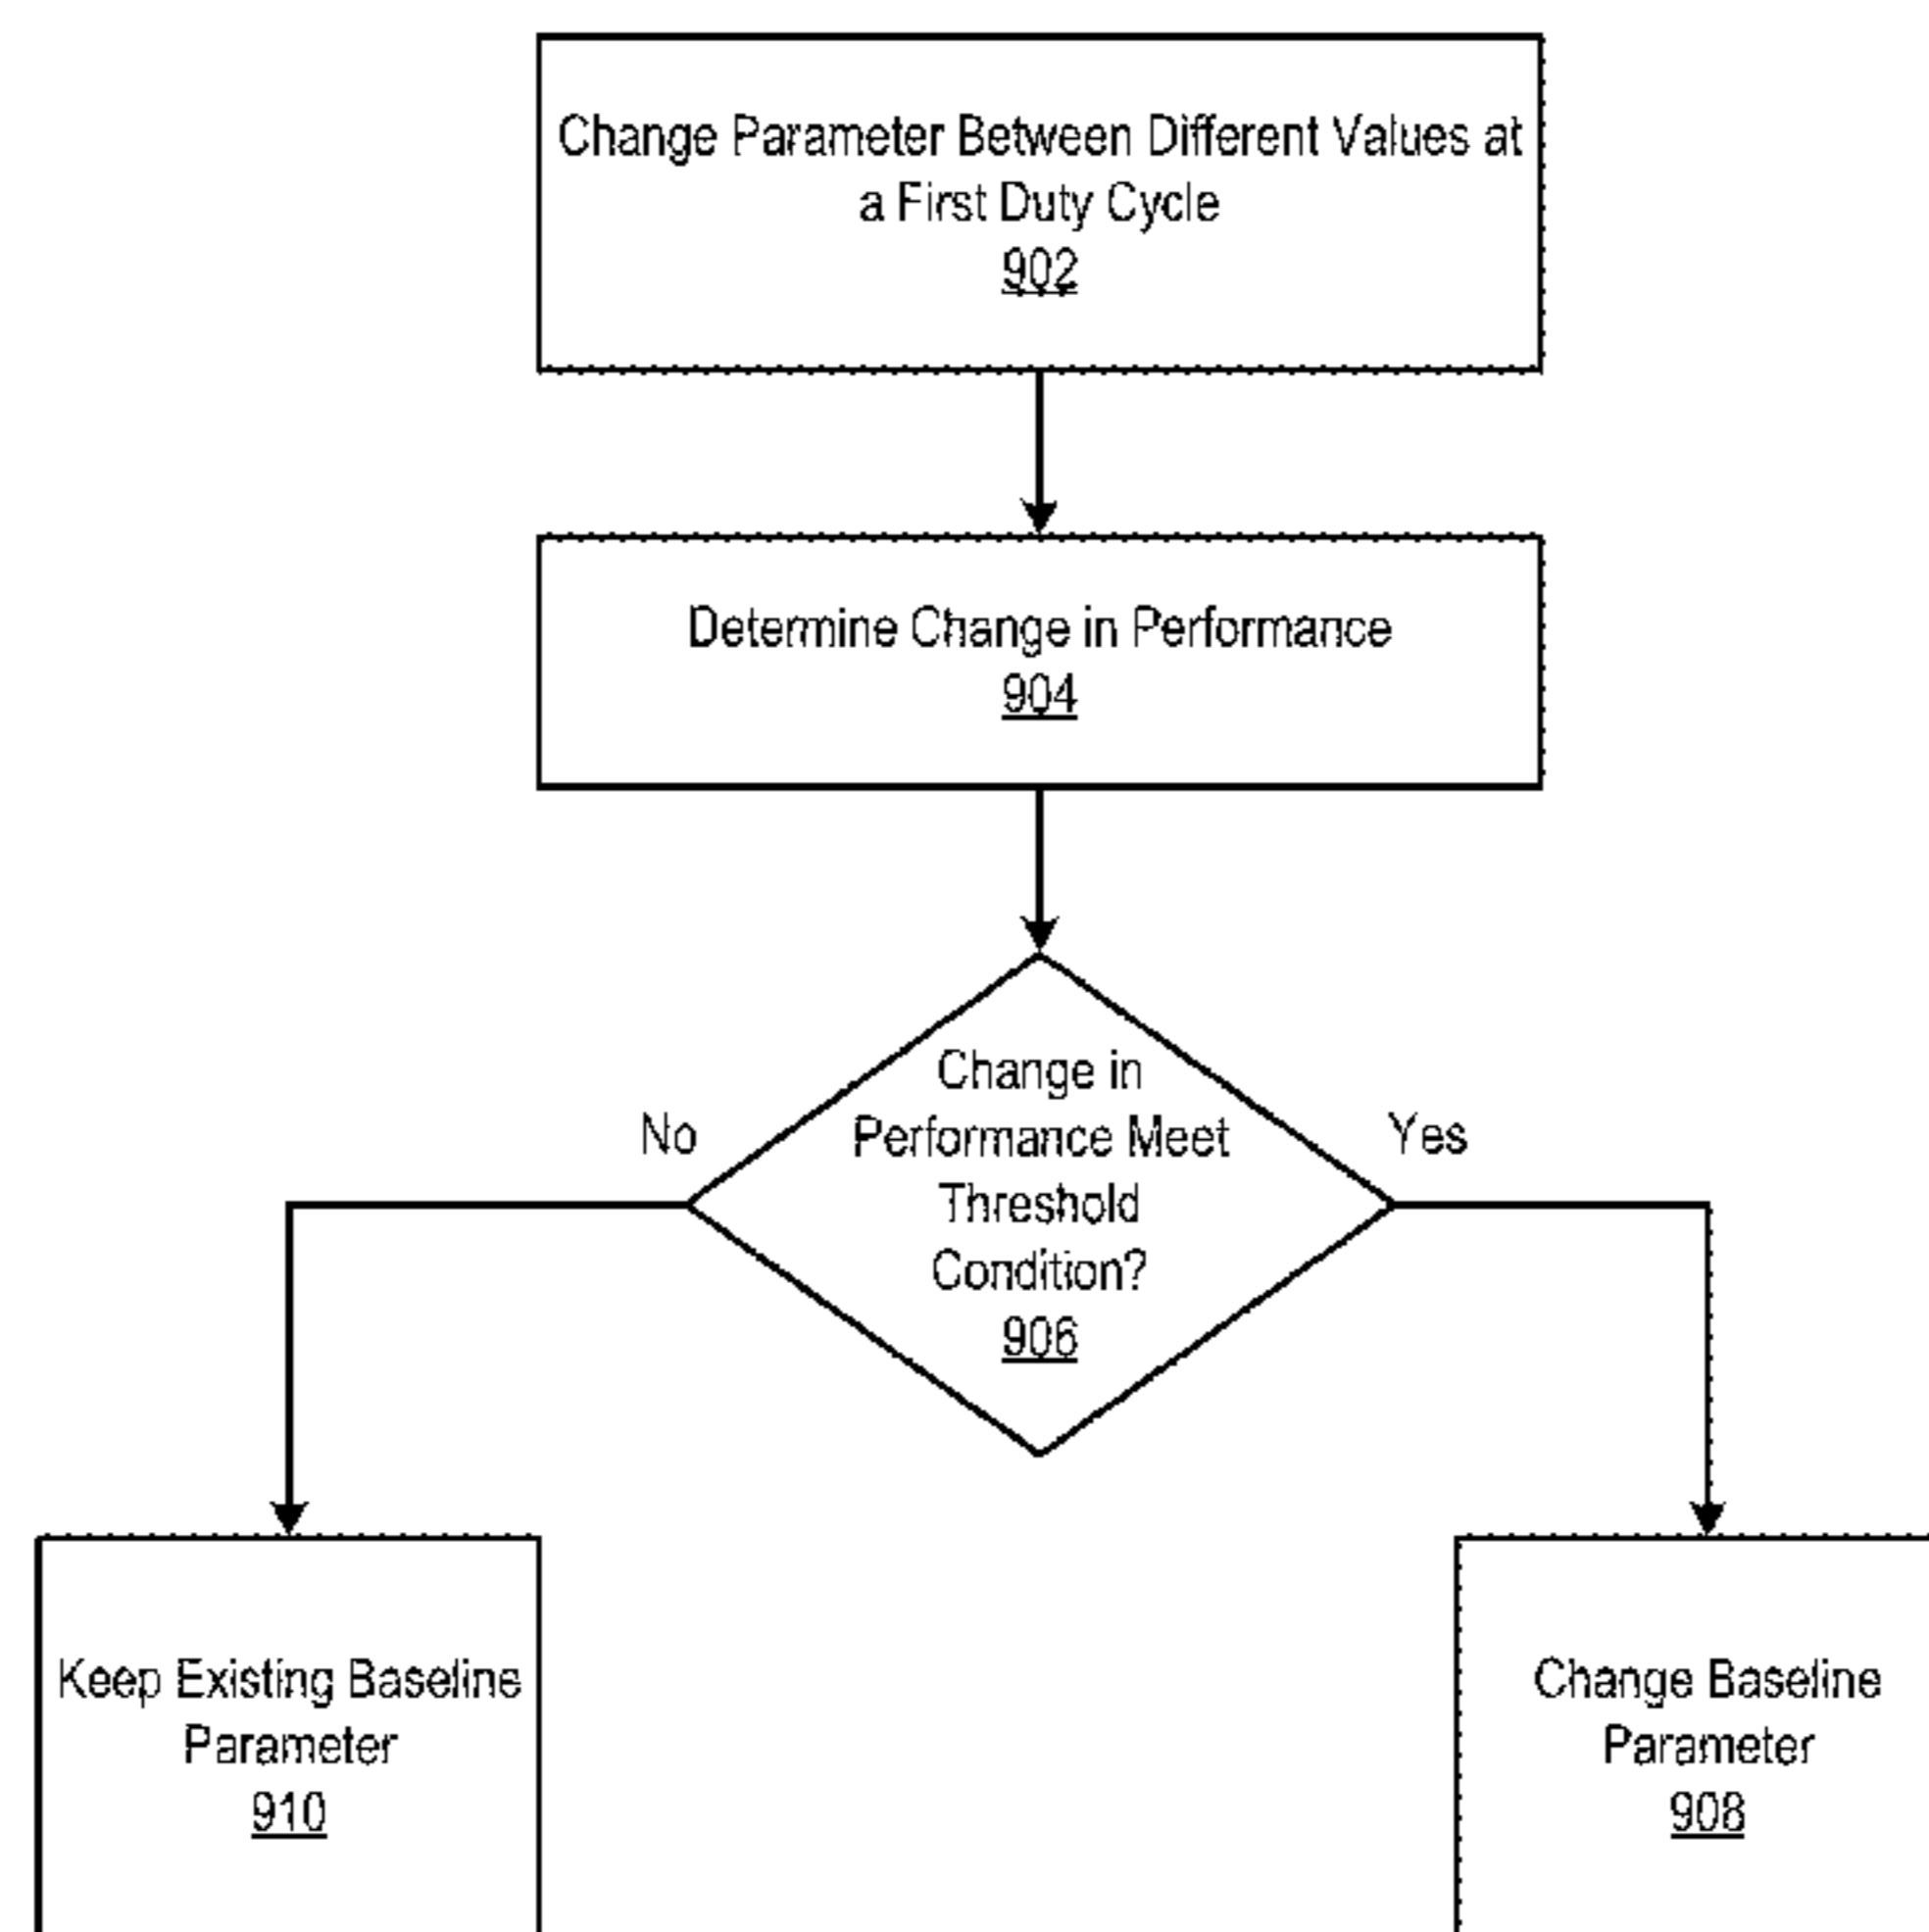 Change Parameter Between Different Values at
a First Duty Cycle
902
Determine Change in Performance
904
Change in
Performance Meet
Threshold
Condition?
906
No
Yes
Keep Existing Baseline
Parameter
910
Change Baseline
Parameter
908